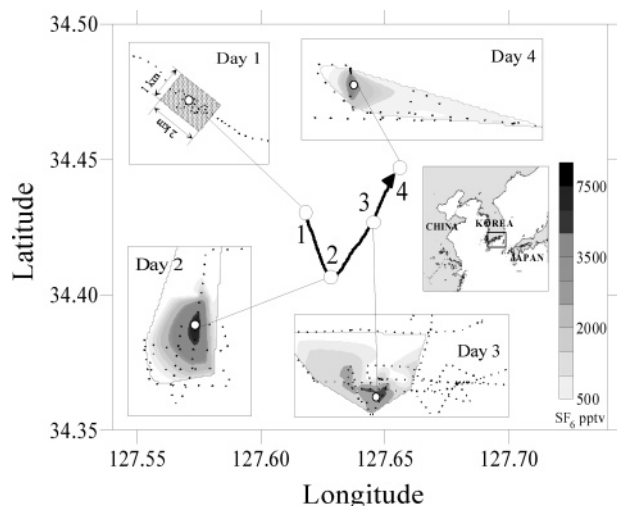 34.50
34.45
34.40
34.35
Latitude
Day 1
1 km
2 km
Day 4
1
2
3
4
CHINA
KOREA
JAPAN
7500
3500
2000
500
SF6 pptv
Day 2
Day 3
127.55
127.60
127.65
127.70
Longitude